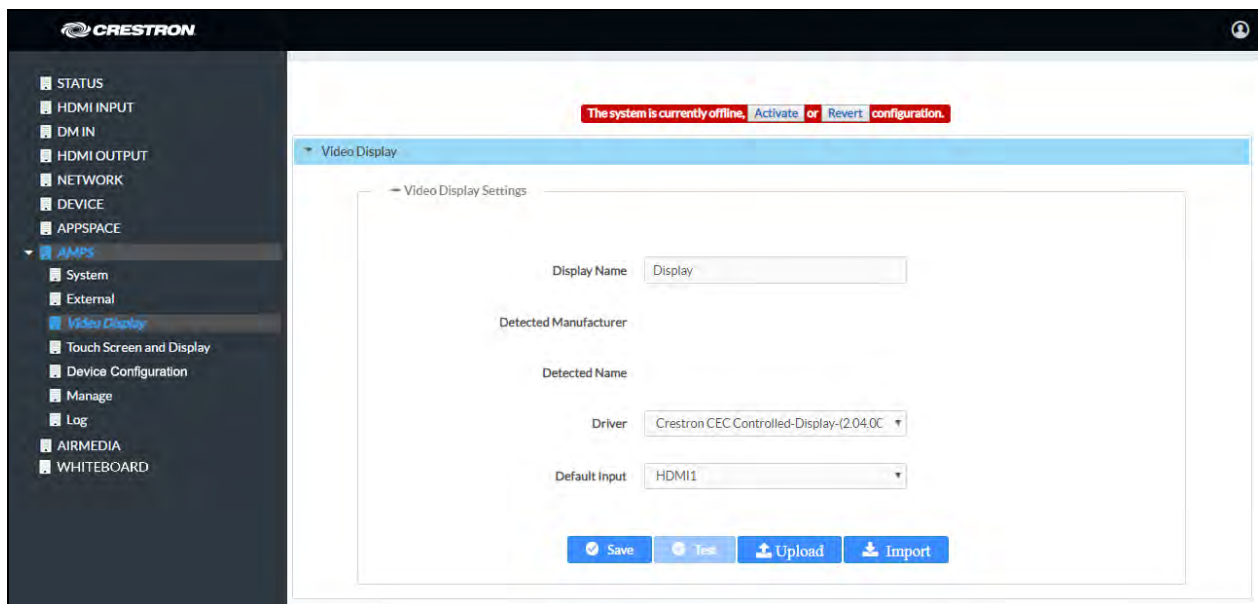 CRESTRON
STATUS
HDMI INPUT
DM IN
HDMI OUTPUT
NETWORK
DEVICE
APPSPACE
AMPS
System
External
Video Display
Touch Screen and Display
Device Configuration
Manage
Log
AIRMEDIA
WHITEBOARD
The system is currently offline, Activate or Revert configuration.
Video Display
Video Display Settings
Display Name Display
Detected Manufacturer
Detected Name
Driver Crestron CEC Controlled-Display-(2.04.0C
Default Input HDMI1
Save Test Upload Import